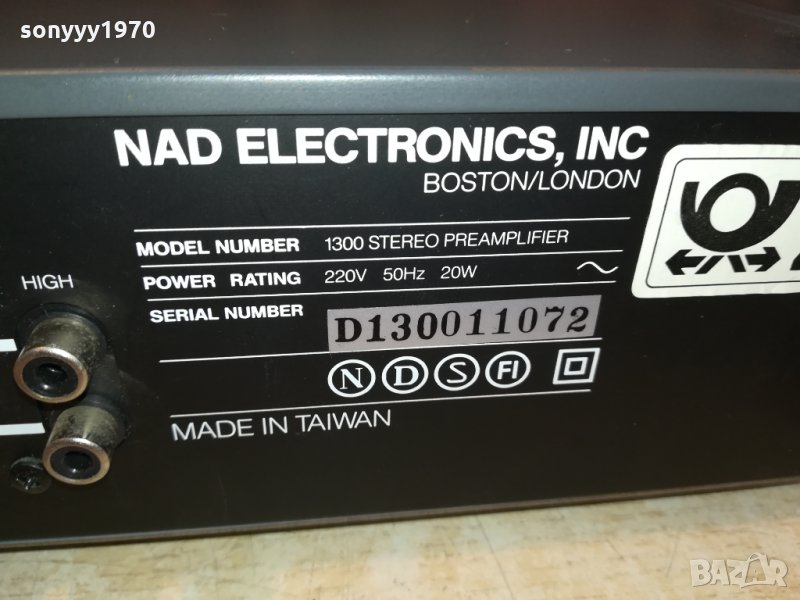 sonyyy1970
NAD ELECTRONICS, INC
BOSTON/LONDON
MODEL NUMBER 1300 STEREO PREAMPLIFIER
POWER RATING 220V 50Hz 20W
SERIAL NUMBER D130011072
HIGH
N D S FI
MADE IN TAIWAN
BAZAR